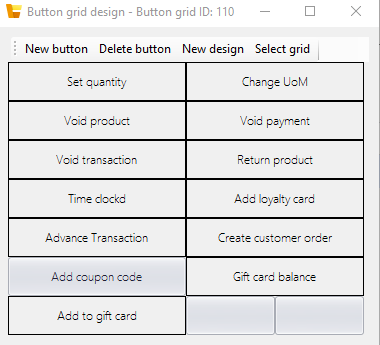 Button grid design - Button grid ID: 110
New button Delete button New design Select grid
Set quantity Change UoM
Void product Void payment
Void transaction Return product
Time clockd Add loyalty card
Advance Transaction Create customer order
Add coupon code Gift card balance
Add to gift card